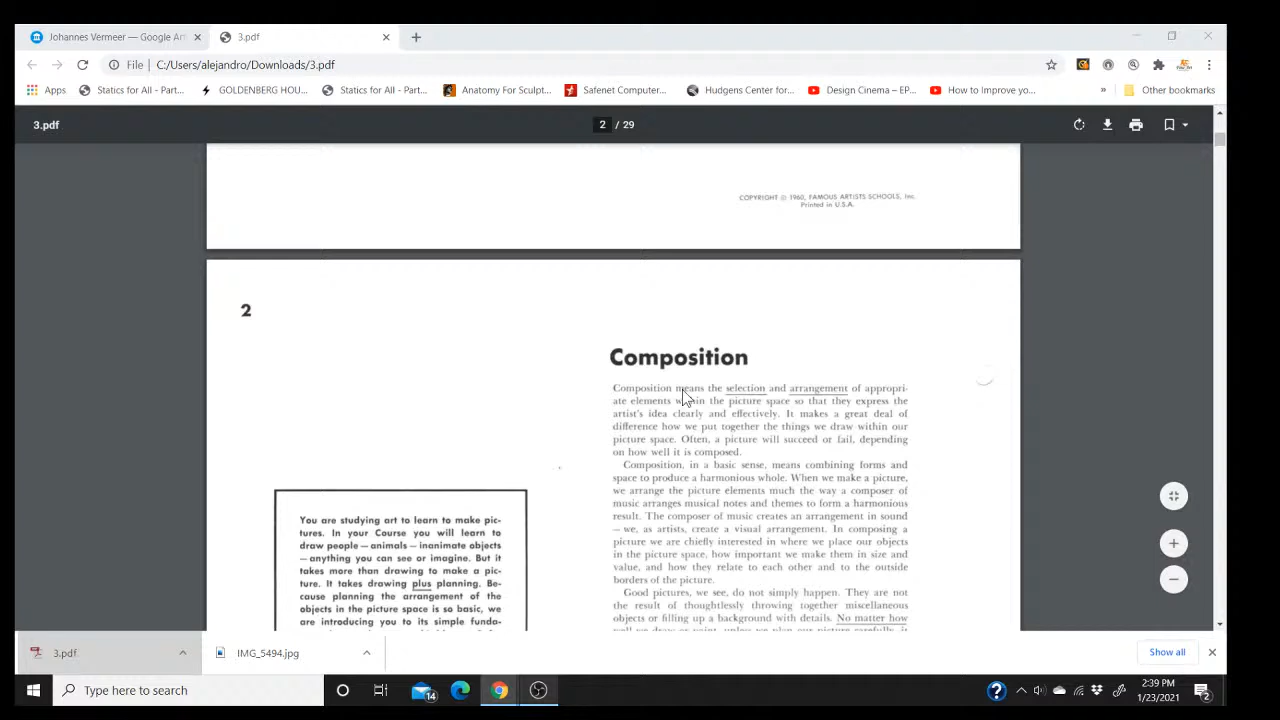 Johannes Vermeer — Google Ar
3.pdf
File
C:/Users/alejandro/Downloads/3.pdf
Apps
Statics for All - Part...
GOLDENBERG HOU...
Statics for All - Part...
Anatomy For Sculpt...
Safenet Computer...
Hudgens Center for...
Design Cinema – EP...
How to Improve yo...
»
Other bookmarks
3.pdf
2 / 29
COPYRIGHT © 1960, FAMOUS ARTISTS SCHOOLS, Inc.
Printed in U.S.A.
2
Composition
Composition means the selection and arrangement of appropri-
ate elements within the picture space so that they express the
artist's idea clearly and effectively. It makes a great deal of
difference how we put together the things we draw within our
picture space. Often, a picture will succeed or fail, depending
on how well it is composed.
Composition, in a basic sense, means combining forms and
space to produce a harmonious whole. When we make a picture,
we arrange the picture elements much the way a composer of
music arranges musical notes and themes to form a harmonious
result. The composer of music creates an arrangement in sound
— we, as artists, create a visual arrangement. In composing a
picture we are chiefly interested in where we place our objects
in the picture space, how important we make them in size and
value, and how they relate to each other and to the outside
borders of the picture.
Good pictures, we see, do not simply happen. They are not
the result of thoughtlessly throwing together miscellaneous
objects or filling up a background with details. No matter how
well we draw or paint, unless we plan our picture carefully, it
You are studying art to learn to make pic-
tures. In your Course you will learn to
draw people — animals — inanimate objects
— anything you can see or imagine. But it
takes more than drawing to make a pic-
ture. It takes drawing plus planning. Be-
cause planning the arrangement of the
objects in the picture space is so basic, we
are introducing you to its simple funda-
3.pdf
IMG_5494.jpg
Show all
Type here to search
14
2:39 PM
1/23/2021
2